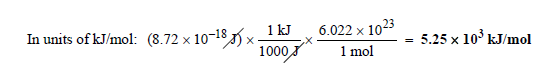 In units of kJ/mol: (8.72 × 10⁻¹⁸ J) × 1 kJ / 1000 J × 6.022 × 10²³ / 1 mol = 5.25 × 10³ kJ/mol